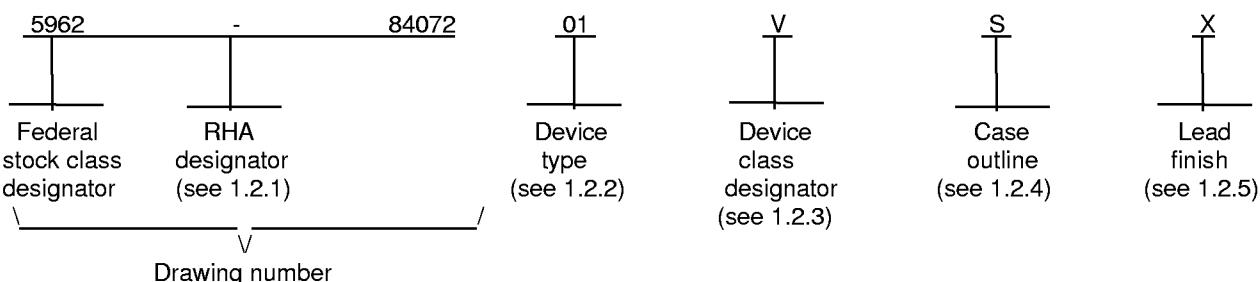 5962 - 84072 01 V S X
Federal RHA Device Device Case Lead
stock class designator type class outline finish
designator (see 1.2.1) (see 1.2.2) designator (see 1.2.4) (see 1.2.5)
(see 1.2.3)
\ /
V
Drawing number